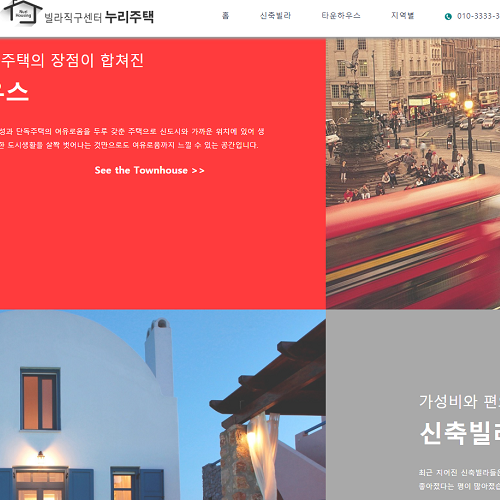 Nuri
Housing
빌라직구센터 누리주택
홈 신축빌라 타운하우스 지역별 010-3333-3
주택의 장점이 합쳐진
우스
성과 단독주택의 여유로움을 두루 갖춘 주택으로 신도시와 가까운 위치에 있어 생
한 도시생활을 살짝 벗어나는 것만으로도 여유로움까지 느낄 수 있는 공간입니다.
See the Townhouse >>
가성비와 편
신축빌라
최근 지어진 신축빌라들은
좋아졌다는 평이 많아졌습